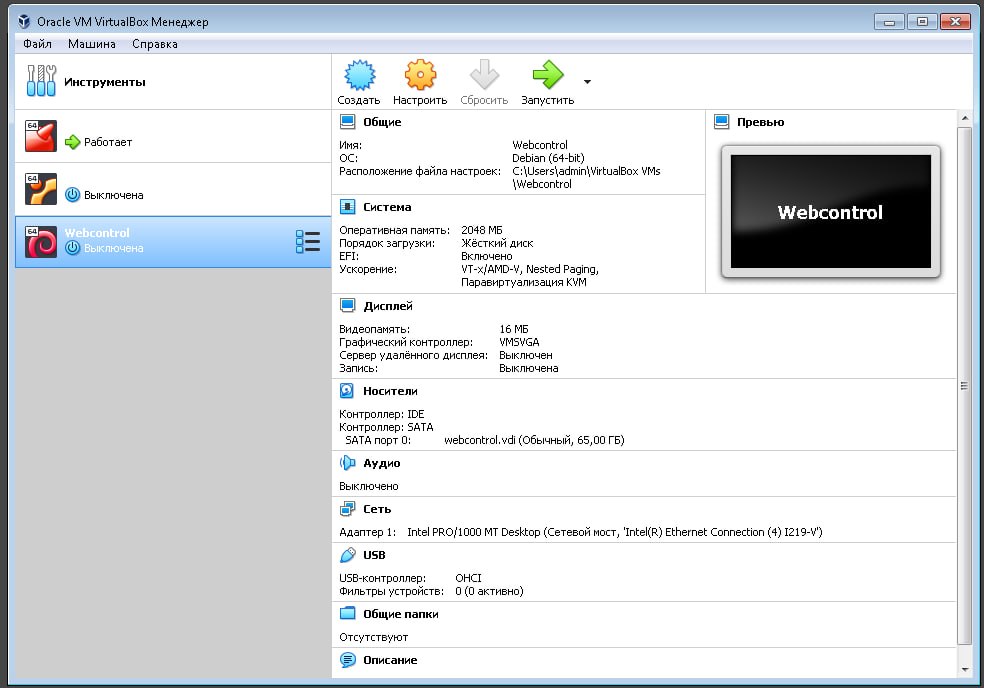 Oracle VM VirtualBox Менеджер
Файл Машина Справка
Инструменты
64
Работает
64
Выключена
64
Webcontrol
Выключена
Создать Настроить Сбросить Запустить
Общие
Имя: Webcontrol
ОС: Debian (64-bit)
Расположение файла настроек: C:\Users\admin\VirtualBox VMs
\Webcontrol
Система
Оперативная память: 2048 МБ
Порядок загрузки: Жёсткий диск
EFI: Включено
Ускорение: VT-x/AMD-V, Nested Paging,
Паравиртуализация KVM
Превью
Webcontrol
Дисплей
Видеопамять: 16 МБ
Графический контроллер: VMSVGA
Сервер удалённого дисплея: Выключен
Запись: Выключена
Носители
Контроллер: IDE
Контроллер: SATA
SATA порт 0: webcontrol.vdi (Обычный, 65,00 ГБ)
Аудио
Выключено
Сеть
Адаптер 1: Intel PRO/1000 MT Desktop (Сетевой мост, 'Intel(R) Ethernet Connection (4) I219-V')
USB
USB-контроллер: OHCI
Фильтры устройств: 0 (0 активно)
Общие папки
Отсутствуют
Описание